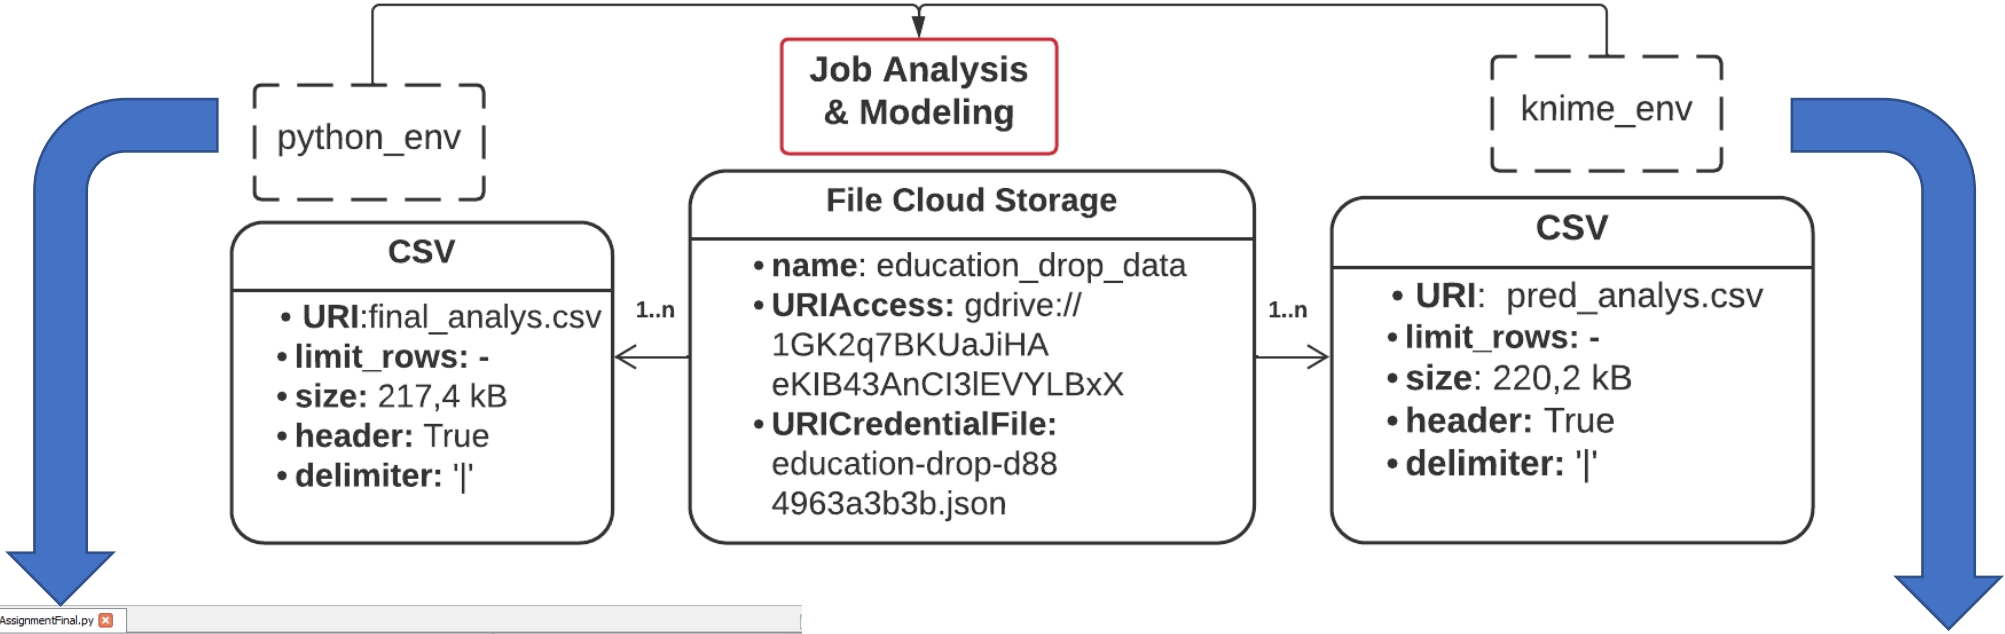 Job Analysis
& Modeling
python_env
knime_env
CSV
• URI:final_analys.csv
• limit_rows: -
• size: 217,4 kB
• header: True
• delimiter: '|'
1..n
File Cloud Storage
• name: education_drop_data
• URIAccess: gdrive://
1GK2q7BKUaJiHA
eKIB43AnCI3lEVYLBxX
• URICredentialFile:
education-drop-d88
4963a3b3b.json
1..n
CSV
• URI: pred_analys.csv
• limit_rows: -
• size: 220,2 kB
• header: True
• delimiter: '|'
AssignmentFinal.py